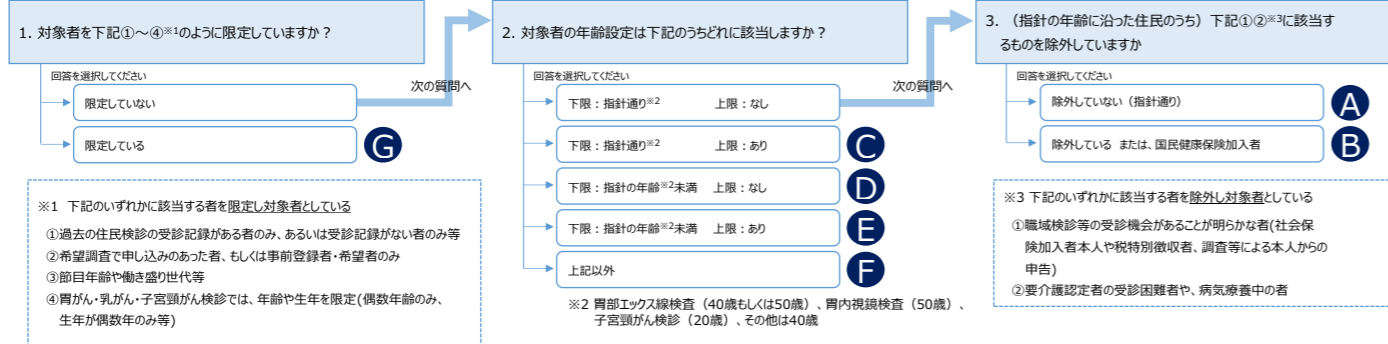 1. 対象者を下記①～④※1のように限定していますか？
回答を選択してください
限定していない
次の質問へ
限定している
G
※1 下記のいずれかに該当する者を限定し対象者としている
①過去の住民検診の受診記録がある者のみ、あるいは受診記録がない者のみ等
②希望調査で申し込みのあった者、もしくは事前登録者・希望者のみ
③節目年齢や働き盛り世代等
④胃がん・乳がん・子宮頸がん検診では、年齢や生年を限定(偶数年齢のみ、
生年が偶数年のみ等)
2. 対象者の年齢設定は下記のうちどれに該当しますか？
回答を選択してください
下限：指針通り※2 上限：なし
次の質問へ
下限：指針通り※2 上限：あり
C
下限：指針の年齢※2未満 上限：なし
D
下限：指針の年齢※2未満 上限：あり
E
上記以外
F
※2 胃部エックス線検査（40歳もしくは50歳）、胃内視鏡検査（50歳）、
子宮頸がん検診（20歳）、その他は40歳
3. （指針の年齢に沿った住民のうち）下記①②※3に該当す
るものを除外していますか
回答を選択してください
除外していない（指針通り）
A
除外している または、国民健康保険加入者
B
※3 下記のいずれかに該当する者を除外し対象者としている
①職域検診等の受診機会があることが明らかな者(社会保
険加入者本人や税特別徴収者、調査等による本人からの
申告)
②要介護認定者の受診困難者や、病気療養中の者